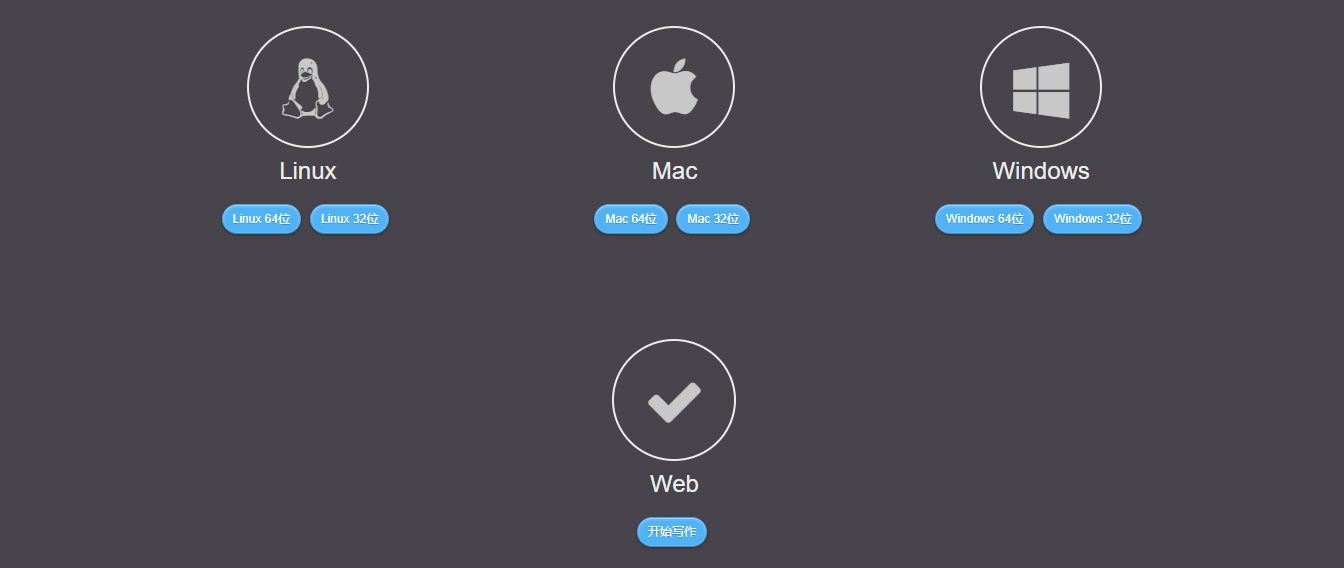 Linux
Mac
Windows
Linux 64位 Linux 32位
Mac 64位 Mac 32位
Windows 64位 Windows 32位
Web
开始写作